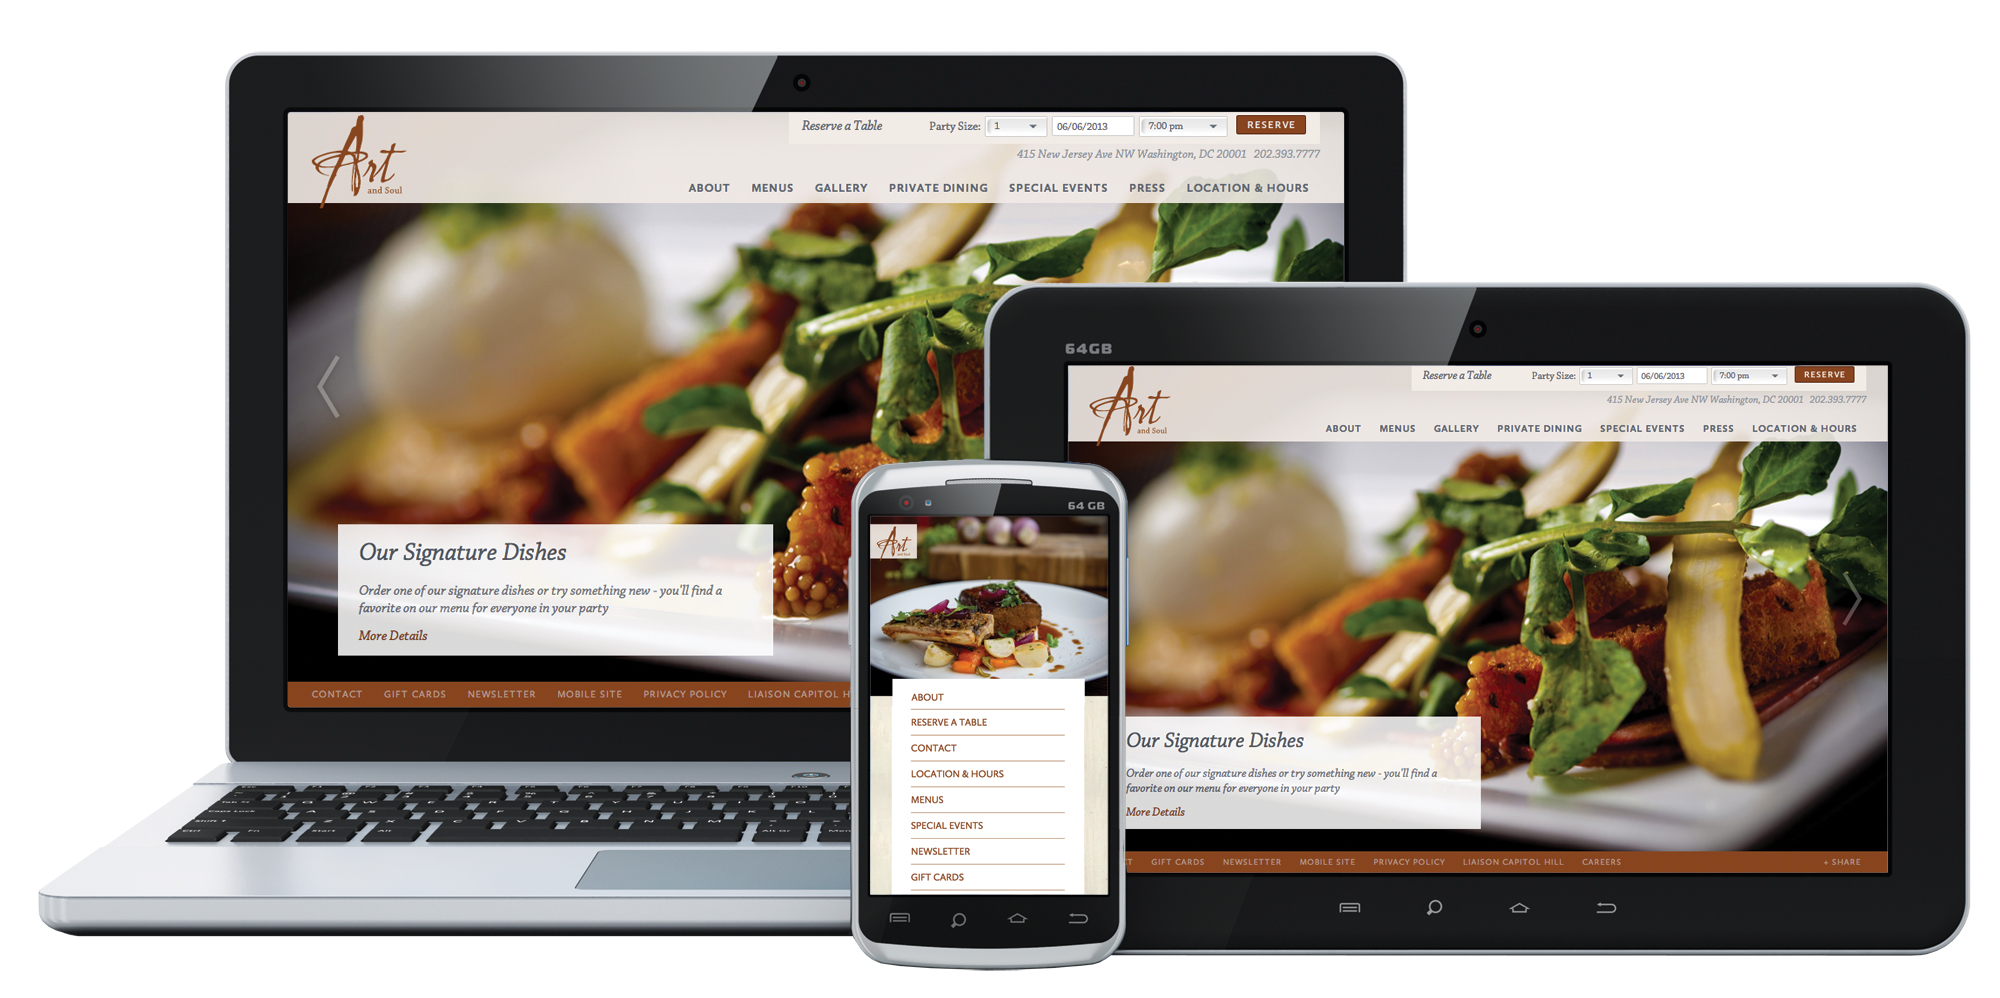 Art
and Soul
Reserve a Table Party Size: 1 06/06/2013 7:00 pm RESERVE
415 New Jersey Ave NW Washington, DC 20001 202.393.7777
ABOUT MENUS GALLERY PRIVATE DINING SPECIAL EVENTS PRESS LOCATION & HOURS
Our Signature Dishes
Order one of our signature dishes or try something new - you'll find a
favorite on our menu for everyone in your party
More Details
CONTACT GIFT CARDS NEWSLETTER MOBILE SITE PRIVACY POLICY LIAISON CAPITOL H
64GB
Art
and Soul
Reserve a Table Party Size: 1 06/06/2013 7:00 pm RESERVE
415 New Jersey Ave NW Washington, DC 20001 202.393.7777
ABOUT MENUS GALLERY PRIVATE DINING SPECIAL EVENTS PRESS LOCATION & HOURS
Our Signature Dishes
Order one of our signature dishes or try something new - you'll find a
favorite on our menu for everyone in your party
More Details
CT GIFT CARDS NEWSLETTER MOBILE SITE PRIVACY POLICY LIAISON CAPITOL HILL CAREERS + SHARE
64 GB
Art
and Soul
ABOUT
RESERVE A TABLE
CONTACT
LOCATION & HOURS
MENUS
SPECIAL EVENTS
NEWSLETTER
GIFT CARDS